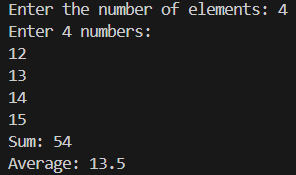 Enter the number of elements: 4
Enter 4 numbers:
12
13
14
15
Sum: 54
Average: 13.5